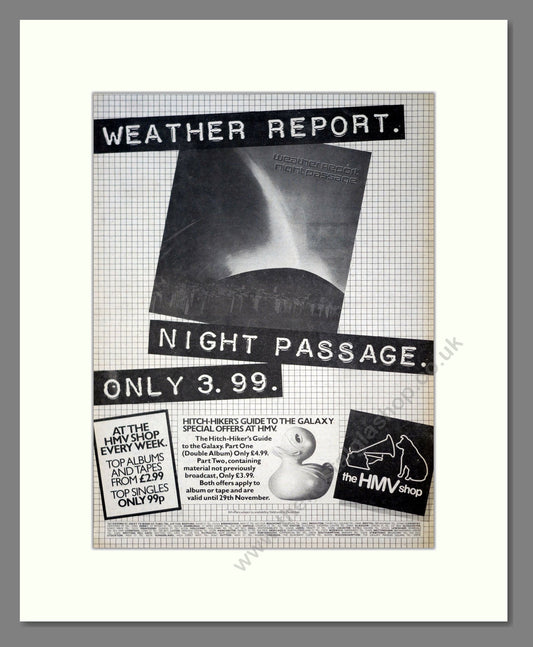 WEATHER REPORT.
weather report
night passage
NIGHT PASSAGE.
ONLY 3.99.
AT THE
HMV SHOP
EVERY WEEK.
TOP ALBUMS
AND TAPES
FROM £2.99
TOP SINGLES
ONLY 99p
HITCH-HIKER'S GUIDE TO THE GALAXY
SPECIAL OFFERS AT HMV.
The Hitch-Hiker's Guide
to the Galaxy. Part One
(Double Album) Only £4.99.
Part Two, containing
material not previously
broadcast, Only £3.99.
Both offers apply to
album or tape and are
valid until 29th November.
the HMV shop